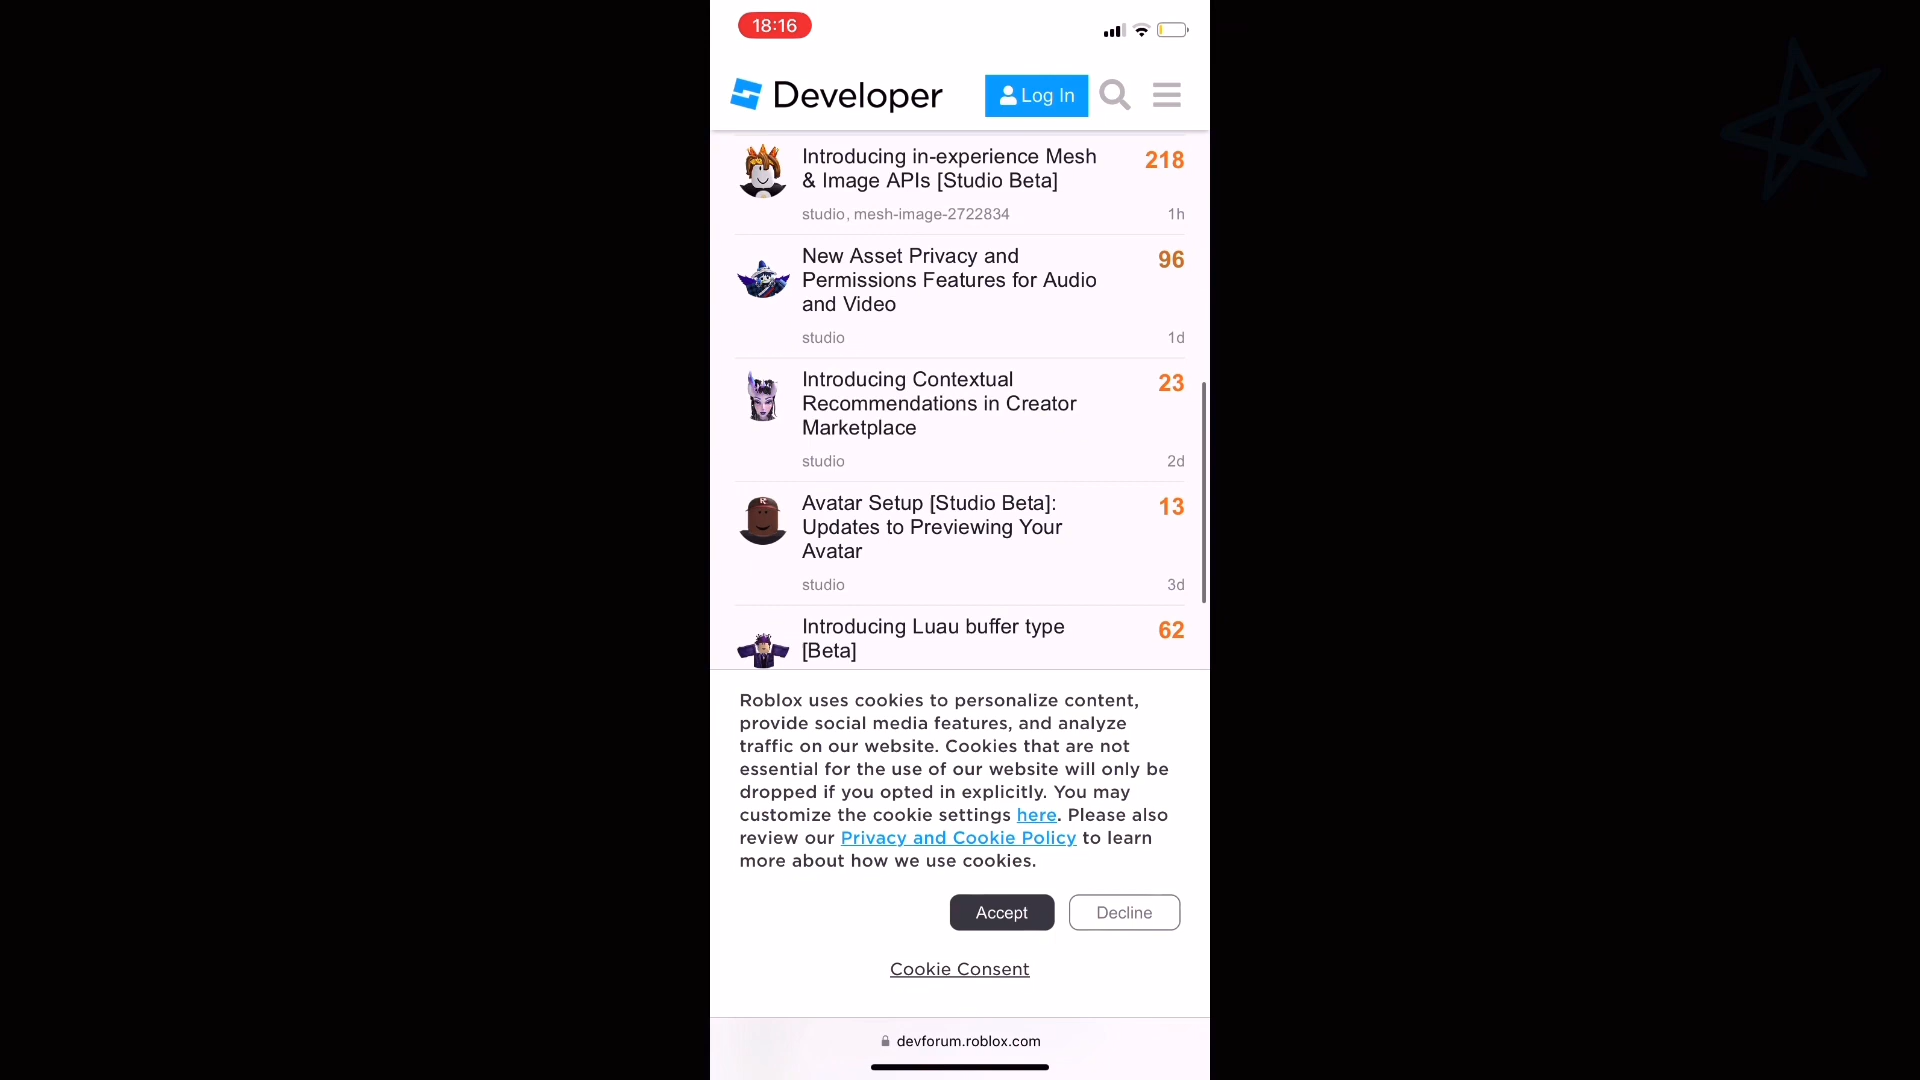 18:16
Developer
Log In
Introducing in-experience Mesh
& Image APIs [Studio Beta]
218
studio, mesh-image-2722834
1h
New Asset Privacy and
Permissions Features for Audio
and Video
96
studio
1d
Introducing Contextual
Recommendations in Creator
Marketplace
23
studio
2d
Avatar Setup [Studio Beta]:
Updates to Previewing Your
Avatar
13
studio
3d
Introducing Luau buffer type
[Beta]
62
Roblox uses cookies to personalize content,
provide social media features, and analyze
traffic on our website. Cookies that are not
essential for the use of our website will only be
dropped if you opted in explicitly. You may
customize the cookie settings here. Please also
review our Privacy and Cookie Policy to learn
more about how we use cookies.
Accept
Decline
Cookie Consent
devforum.roblox.com